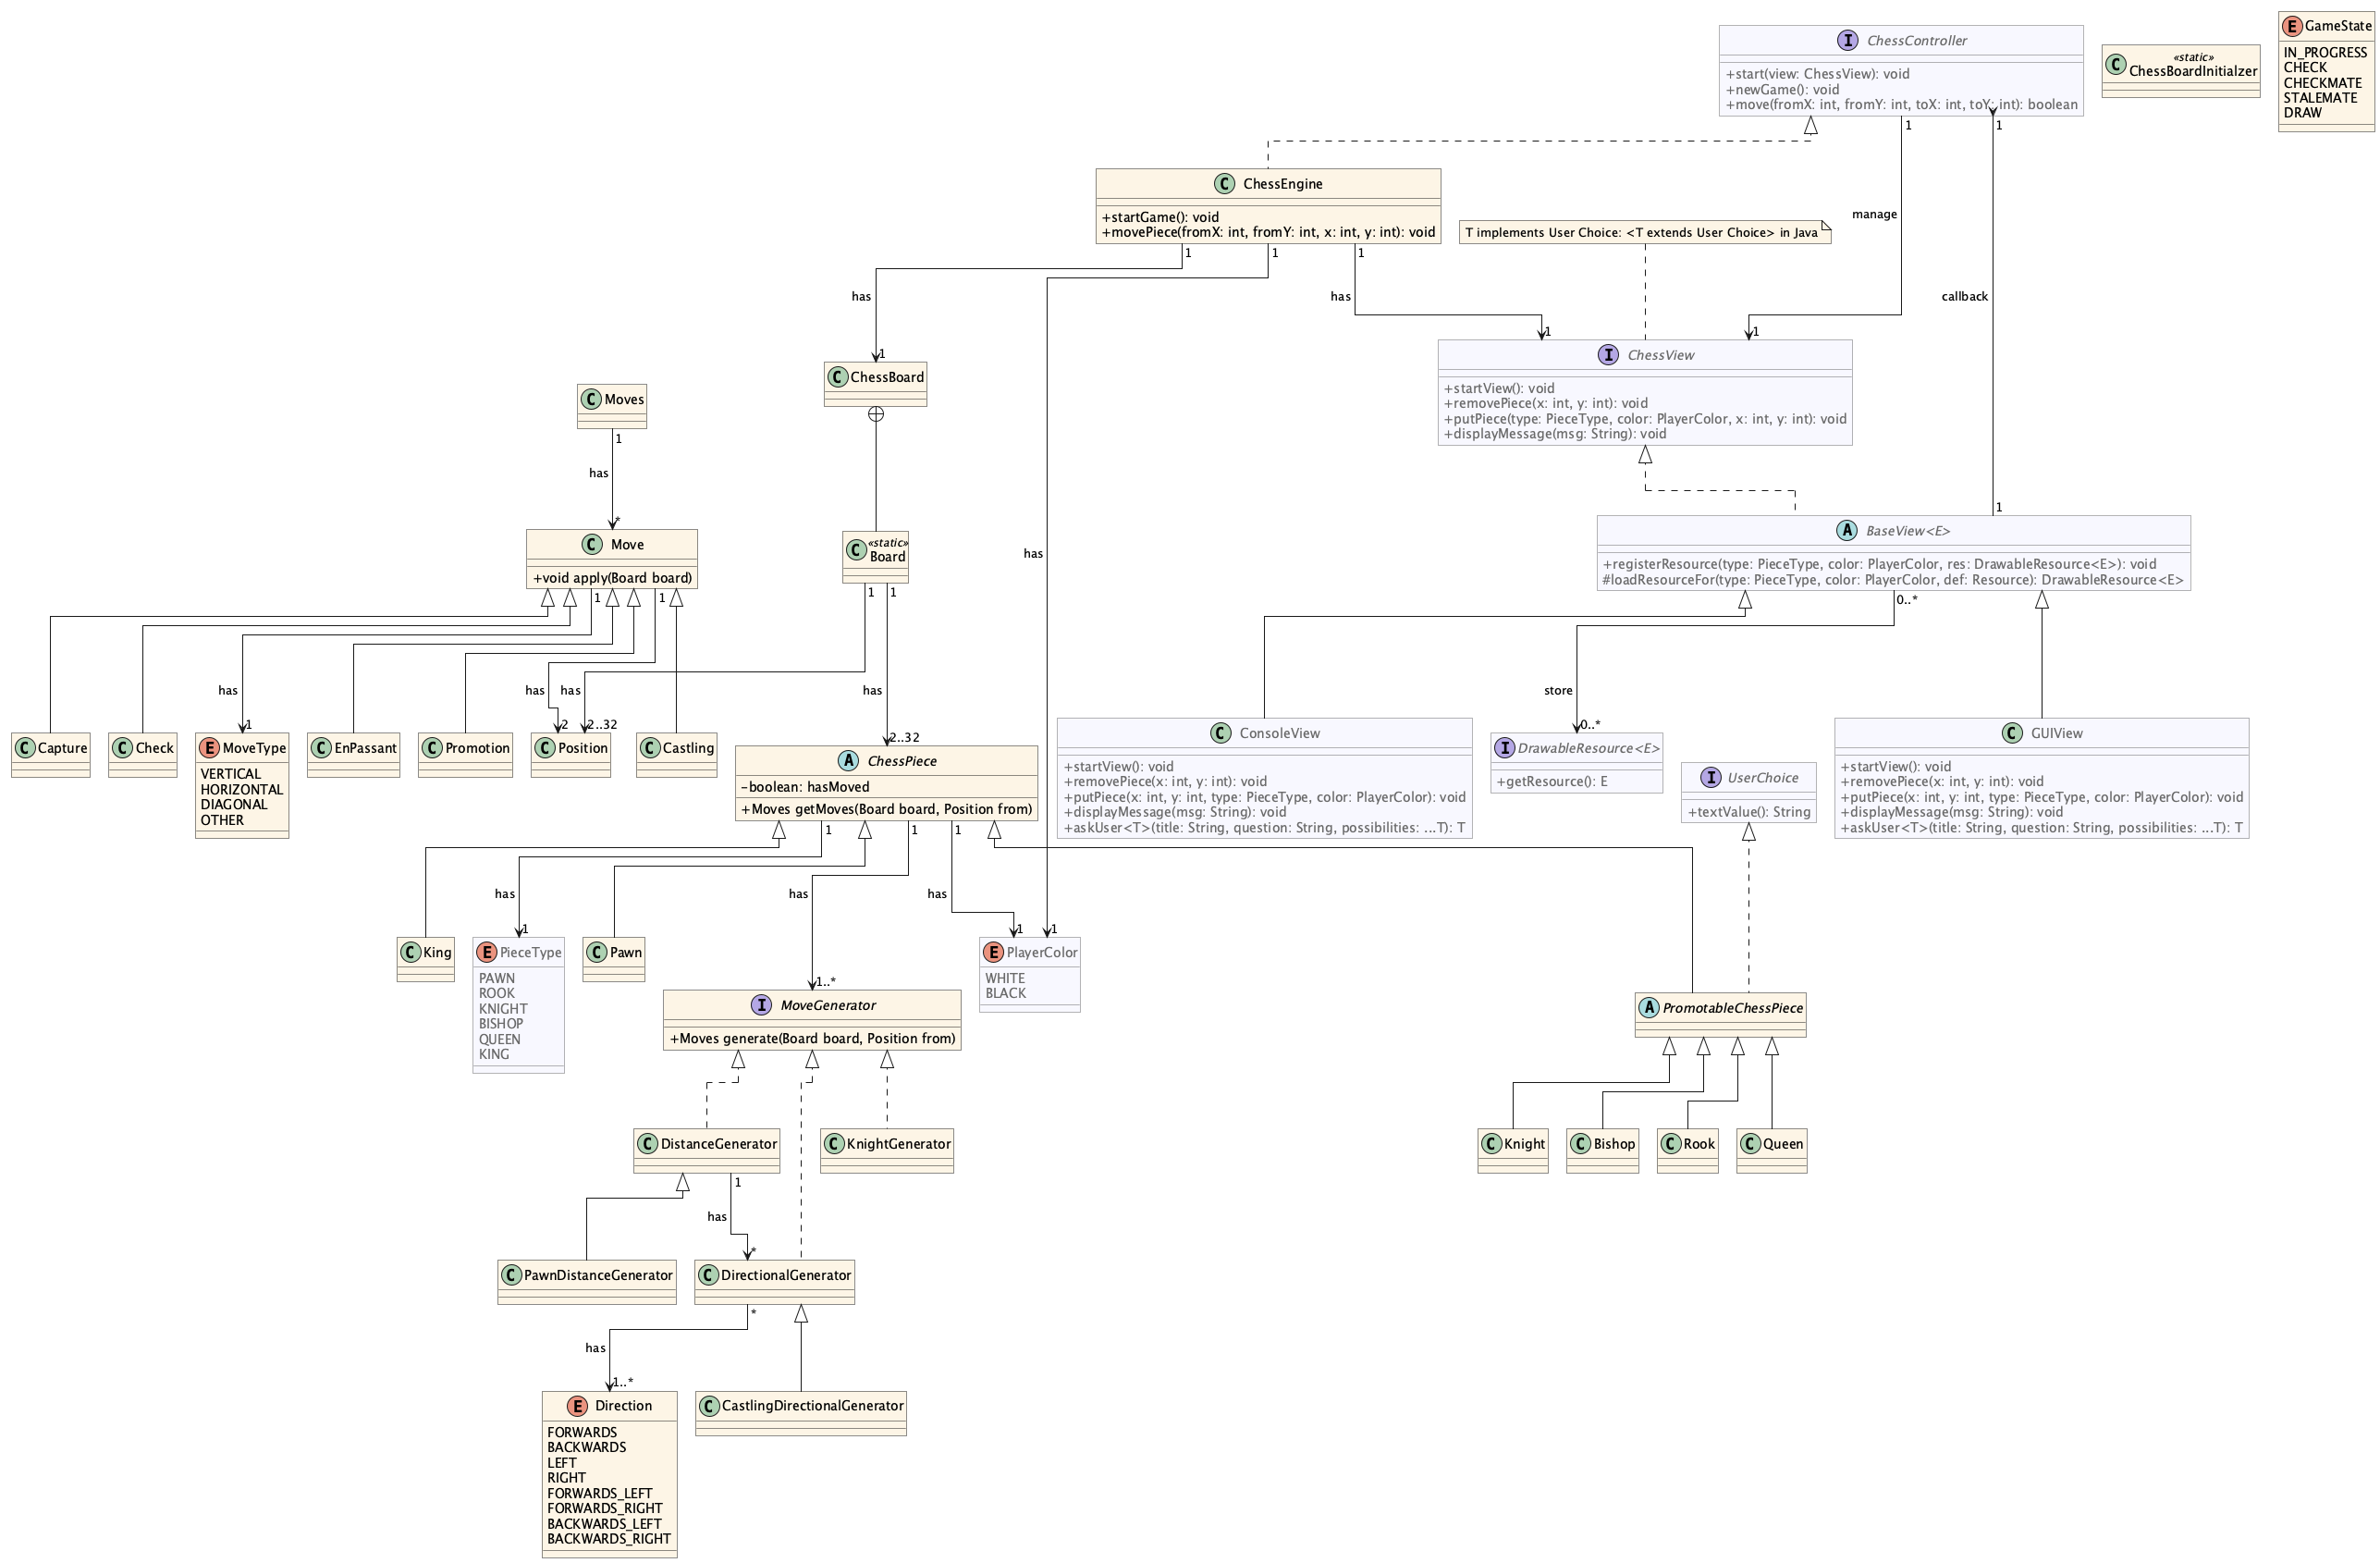 I ChessController
+start(view: ChessView): void
+newGame(): void
+move(fromX: int, fromY: int, toX: int, toY: int): boolean
C «static»
ChessBoardInitialzer
E GameState
IN_PROGRESS
CHECK
CHECKMATE
STALEMATE
DRAW
1
1
C ChessEngine
+startGame(): void
+movePiece(fromX: int, fromY: int, x: int, y: int): void
1
1
1
T implements User Choice: <T extends User Choice> in Java
manage
has
has
callback
1
1
1
C ChessBoard
I ChessView
+startView(): void
+removePiece(x: int, y: int): void
+putPiece(type: PieceType, color: PlayerColor, x: int, y: int): void
+displayMessage(msg: String): void
C Moves
1
has
*
C Move
+void apply(Board board)
1
1
C «static»
Board
1
1
has
1
A BaseView<E>
+registerResource(type: PieceType, color: PlayerColor, res: DrawableResource<E>): void
#loadResourceFor(type: PieceType, color: PlayerColor, def: Resource): DrawableResource<E>
0..*
has
has
has
has
store
1
2
2..32
2..32
0..*
C Capture
C Check
E MoveType
VERTICAL
HORIZONTAL
DIAGONAL
OTHER
C EnPassant
C Promotion
C Position
C Castling
A ChessPiece
-boolean: hasMoved
+Moves getMoves(Board board, Position from)
1
1
1
C ConsoleView
+startView(): void
+removePiece(x: int, y: int): void
+putPiece(x: int, y: int, type: PieceType, color: PlayerColor): void
+displayMessage(msg: String): void
+askUser<T>(title: String, question: String, possibilities: ...T): T
I DrawableResource<E>
+getResource(): E
I UserChoice
+textValue(): String
C GUIView
+startView(): void
+removePiece(x: int, y: int): void
+putPiece(x: int, y: int, type: PieceType, color: PlayerColor): void
+displayMessage(msg: String): void
+askUser<T>(title: String, question: String, possibilities: ...T): T
has
has
has
1
1
1
C King
E PieceType
PAWN
ROOK
KNIGHT
BISHOP
QUEEN
KING
C Pawn
E PlayerColor
WHITE
BLACK
1..*
I MoveGenerator
+Moves generate(Board board, Position from)
A PromotableChessPiece
C DistanceGenerator
1
C KnightGenerator
C Knight
C Bishop
C Rook
C Queen
has
*
C PawnDistanceGenerator
C DirectionalGenerator
*
has
1..*
E Direction
FORWARDS
BACKWARDS
LEFT
RIGHT
FORWARDS_LEFT
FORWARDS_RIGHT
BACKWARDS_LEFT
BACKWARDS_RIGHT
C CastlingDirectionalGenerator